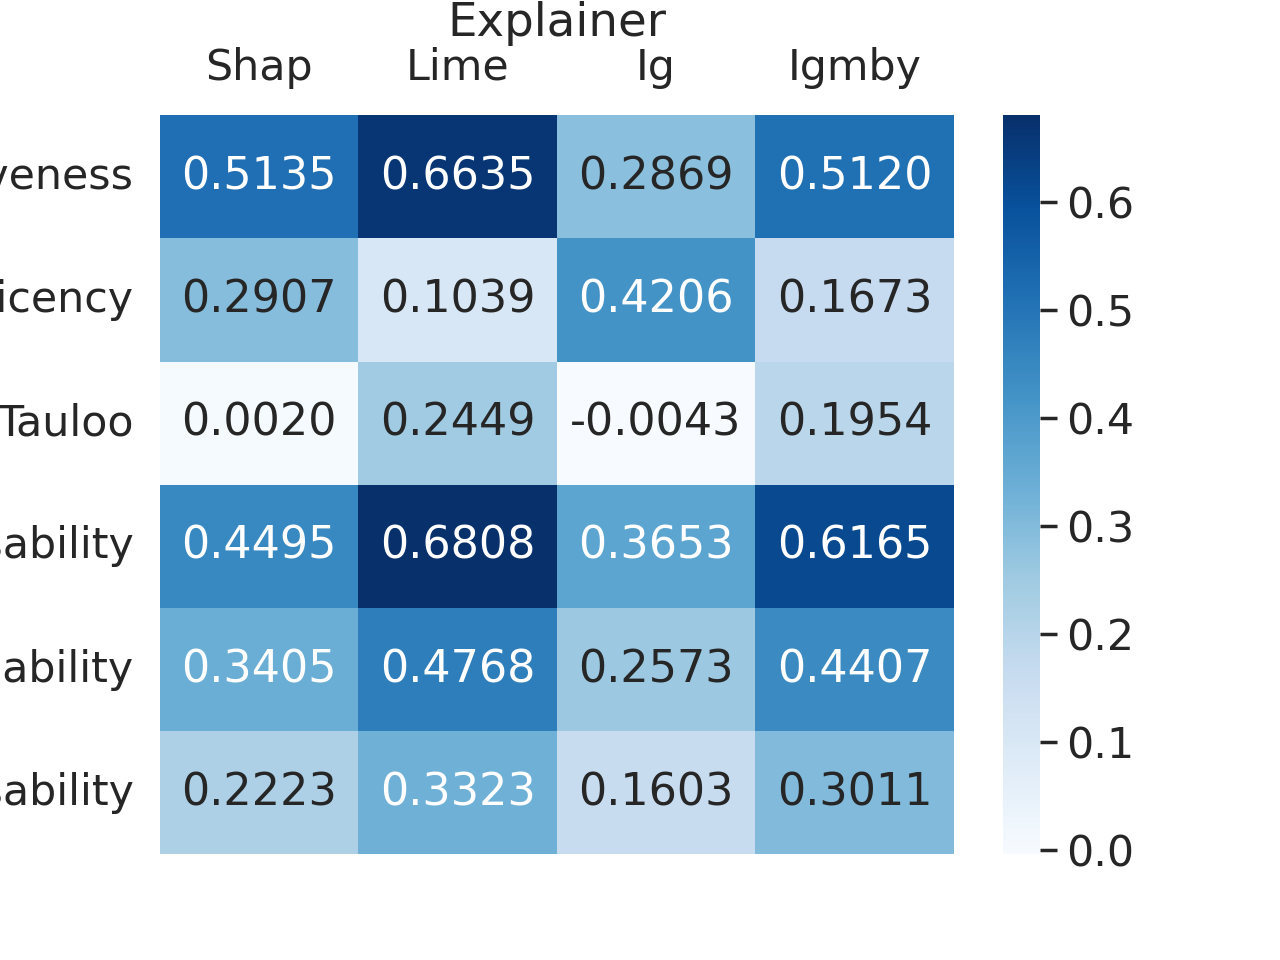 Explainer
Shap Lime Ig Igmby
veness 0.5135 0.6635 0.2869 0.5120
icency 0.2907 0.1039 0.4206 0.1673
Tauloo 0.0020 0.2449 -0.0043 0.1954
ability 0.4495 0.6808 0.3653 0.6165
ability 0.3405 0.4768 0.2573 0.4407
ability 0.2223 0.3323 0.1603 0.3011
0.6
0.5
0.4
0.3
0.2
0.1
0.0